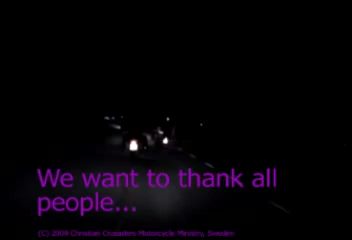 We want to thank all
people...
(C) 2009 Christian Crusaders Motorcycle Ministry, Sweden